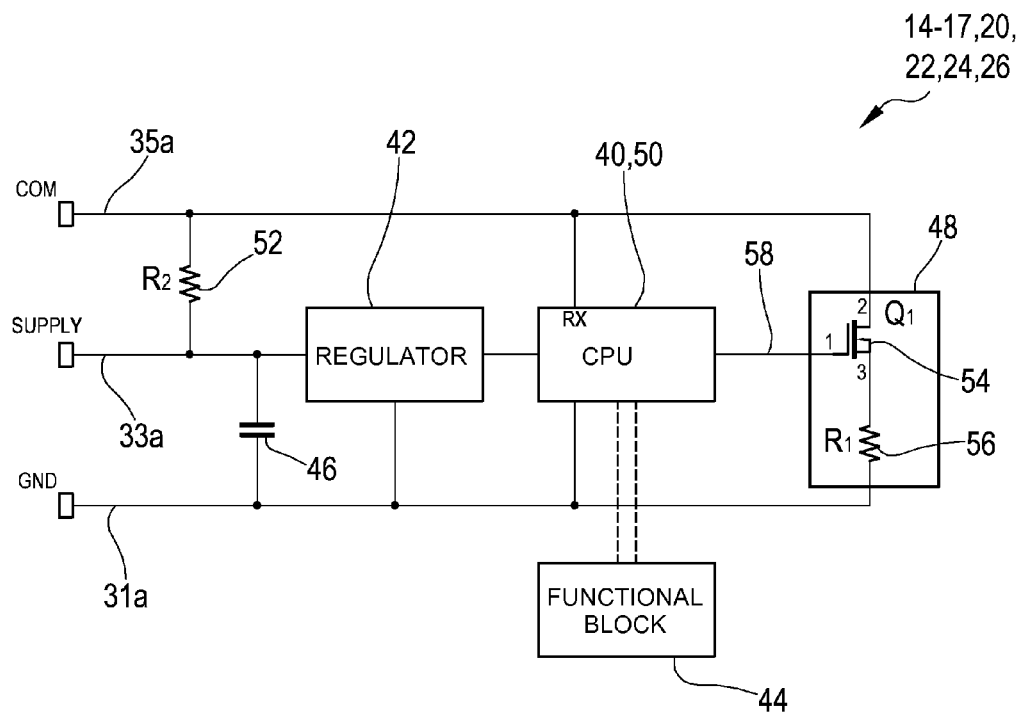 14-17,20,
22,24,26
35a
42
40,50
COM
48
52
58
R2
2
Q1
SUPPLY
RX
REGULATOR
CPU
1
3
54
33a
46
R1
56
GND
31a
FUNCTIONAL
BLOCK
44